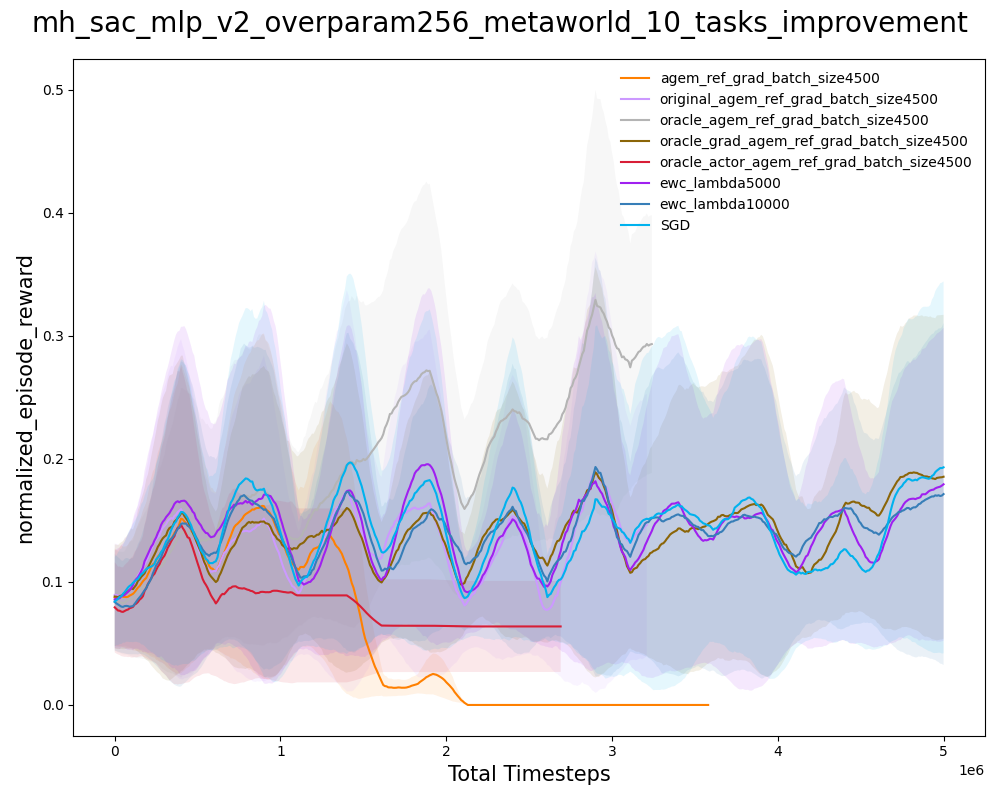 mh_sac_mlp_v2_overparam256_metaworld_10_tasks_improvement
agem_ref_grad_batch_size4500
original_agem_ref_grad_batch_size4500
oracle_agem_ref_grad_batch_size4500
oracle_grad_agem_ref_grad_batch_size4500
oracle_actor_agem_ref_grad_batch_size4500
ewc_lambda5000
ewc_lambda10000
SGD
normalized_episode_reward
0.5
0.4
0.3
0.2
0.1
0.0
0 1 2 3 4 5
1e6
Total Timesteps